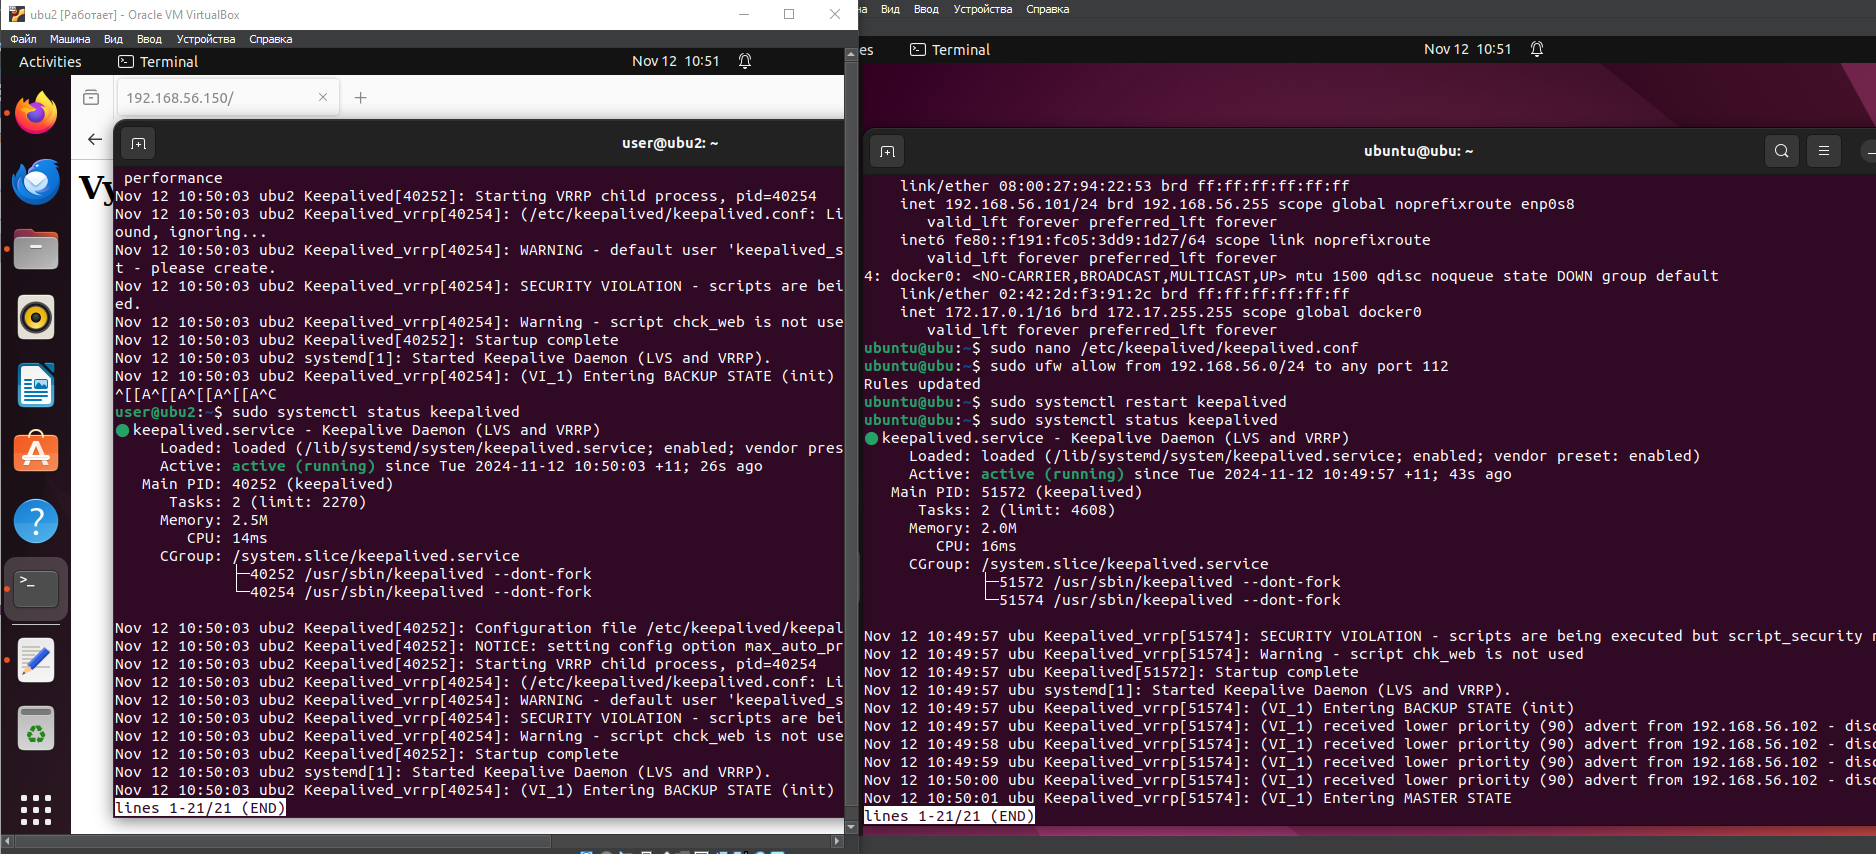 ubu2 [Работает] - Oracle VM VirtualBox
Файл Машина Вид Ввод Устройства Справка
Activities Terminal Nov 12 10:51
192.168.56.150/
Vy
user@ubu2: ~
performance
Nov 12 10:50:03 ubu2 Keepalived[40252]: Starting VRRP child process, pid=40254
Nov 12 10:50:03 ubu2 Keepalived_vrrp[40254]: (/etc/keepalived/keepalived.conf: Li
ound, ignoring...
Nov 12 10:50:03 ubu2 Keepalived_vrrp[40254]: WARNING - default user 'keepalived_s
t - please create.
Nov 12 10:50:03 ubu2 Keepalived_vrrp[40254]: SECURITY VIOLATION - scripts are bei
ed.
Nov 12 10:50:03 ubu2 Keepalived_vrrp[40254]: Warning - script chck_web is not use
Nov 12 10:50:03 ubu2 Keepalived[40252]: Startup complete
Nov 12 10:50:03 ubu2 systemd[1]: Started Keepalive Daemon (LVS and VRRP).
Nov 12 10:50:03 ubu2 Keepalived_vrrp[40254]: (VI_1) Entering BACKUP STATE (init)
^[[A^[[A^[[A^[[A^C
user@ubu2:~$ sudo systemctl status keepalived
keepalived.service - Keepalive Daemon (LVS and VRRP)
Loaded: loaded (/lib/systemd/system/keepalived.service; enabled; vendor pres
Active: active (running) since Tue 2024-11-12 10:50:03 +11; 26s ago
Main PID: 40252 (keepalived)
Tasks: 2 (limit: 2270)
Memory: 2.5M
CPU: 14ms
CGroup: /system.slice/keepalived.service
├─40252 /usr/sbin/keepalived --dont-fork
└─40254 /usr/sbin/keepalived --dont-fork
Nov 12 10:50:03 ubu2 Keepalived[40252]: Configuration file /etc/keepalived/keepal
Nov 12 10:50:03 ubu2 Keepalived[40252]: NOTICE: setting config option max_auto_pr
Nov 12 10:50:03 ubu2 Keepalived[40252]: Starting VRRP child process, pid=40254
Nov 12 10:50:03 ubu2 Keepalived_vrrp[40254]: (/etc/keepalived/keepalived.conf: Li
Nov 12 10:50:03 ubu2 Keepalived_vrrp[40254]: WARNING - default user 'keepalived_s
Nov 12 10:50:03 ubu2 Keepalived_vrrp[40254]: SECURITY VIOLATION - scripts are bei
Nov 12 10:50:03 ubu2 Keepalived_vrrp[40254]: Warning - script chck_web is not use
Nov 12 10:50:03 ubu2 Keepalived[40252]: Startup complete
Nov 12 10:50:03 ubu2 systemd[1]: Started Keepalive Daemon (LVS and VRRP).
Nov 12 10:50:03 ubu2 Keepalived_vrrp[40254]: (VI_1) Entering BACKUP STATE (init)
lines 1-21/21 (END)
на Вид Ввод Устройства Справка
es Terminal Nov 12 10:51
ubuntu@ubu: ~
link/ether 08:00:27:94:22:53 brd ff:ff:ff:ff:ff:ff
inet 192.168.56.101/24 brd 192.168.56.255 scope global noprefixroute enp0s8
valid_lft forever preferred_lft forever
inet6 fe80::f191:fc05:3dd9:1d27/64 scope link noprefixroute
valid_lft forever preferred_lft forever
4: docker0: <NO-CARRIER,BROADCAST,MULTICAST,UP> mtu 1500 qdisc noqueue state DOWN group default
link/ether 02:42:2d:f3:91:2c brd ff:ff:ff:ff:ff:ff
inet 172.17.0.1/16 brd 172.17.255.255 scope global docker0
valid_lft forever preferred_lft forever
ubuntu@ubu:~$ sudo nano /etc/keepalived/keepalived.conf
ubuntu@ubu:~$ sudo ufw allow from 192.168.56.0/24 to any port 112
Rules updated
ubuntu@ubu:~$ sudo systemctl restart keepalived
ubuntu@ubu:~$ sudo systemctl status keepalived
keepalived.service - Keepalive Daemon (LVS and VRRP)
Loaded: loaded (/lib/systemd/system/keepalived.service; enabled; vendor preset: enabled)
Active: active (running) since Tue 2024-11-12 10:49:57 +11; 43s ago
Main PID: 51572 (keepalived)
Tasks: 2 (limit: 4608)
Memory: 2.0M
CPU: 16ms
CGroup: /system.slice/keepalived.service
├─51572 /usr/sbin/keepalived --dont-fork
└─51574 /usr/sbin/keepalived --dont-fork
Nov 12 10:49:57 ubu Keepalived_vrrp[51574]: SECURITY VIOLATION - scripts are being executed but script_security n
Nov 12 10:49:57 ubu Keepalived_vrrp[51574]: Warning - script chk_web is not used
Nov 12 10:49:57 ubu Keepalived[51572]: Startup complete
Nov 12 10:49:57 ubu systemd[1]: Started Keepalive Daemon (LVS and VRRP).
Nov 12 10:49:57 ubu Keepalived_vrrp[51574]: (VI_1) Entering BACKUP STATE (init)
Nov 12 10:49:57 ubu Keepalived_vrrp[51574]: (VI_1) received lower priority (90) advert from 192.168.56.102 - disc
Nov 12 10:49:58 ubu Keepalived_vrrp[51574]: (VI_1) received lower priority (90) advert from 192.168.56.102 - disc
Nov 12 10:49:59 ubu Keepalived_vrrp[51574]: (VI_1) received lower priority (90) advert from 192.168.56.102 - disc
Nov 12 10:50:00 ubu Keepalived_vrrp[51574]: (VI_1) received lower priority (90) advert from 192.168.56.102 - disc
Nov 12 10:50:01 ubu Keepalived_vrrp[51574]: (VI_1) Entering MASTER STATE
lines 1-21/21 (END)